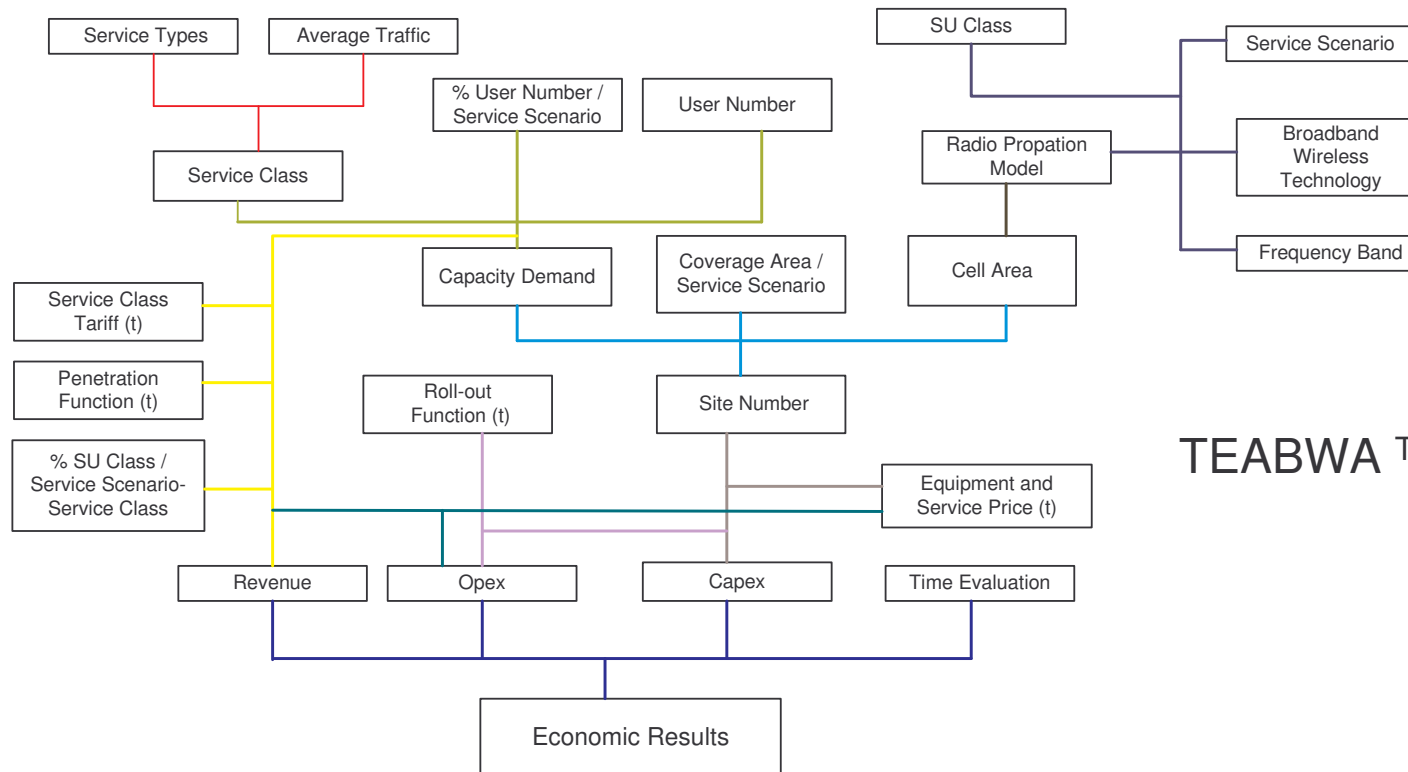 Service Types
Average Traffic
SU Class
Service Scenario
% User Number /
Service Scenario
User Number
Service Class
Radio Propation
Model
Broadband
Wireless
Technology
Capacity Demand
Coverage Area /
Service Scenario
Cell Area
Frequency Band
Service Class
Tariff (t)
Penetration
Function (t)
Roll-out
Function (t)
Site Number
% SU Class /
Service Scenario-
Service Class
Equipment and
Service Price (t)
TEABWA T
Revenue
Opex
Capex
Time Evaluation
Economic Results